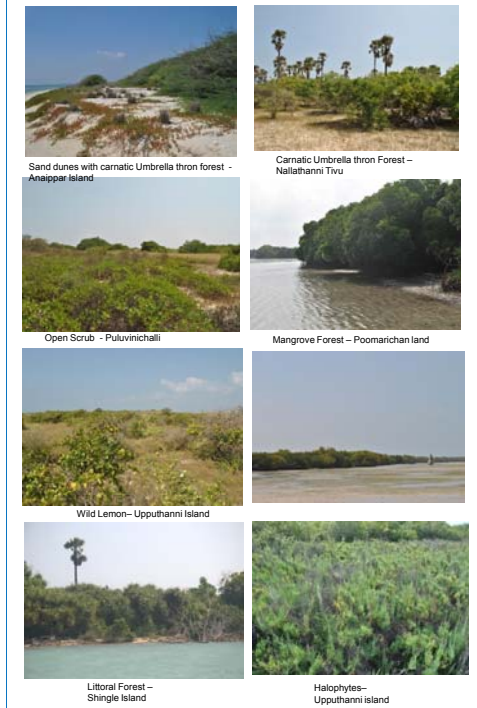 Sand dunes with carnatic Umbrella thron forest -
Anaippar Island
Carnatic Umbrella thron Forest –
Nallathanni Tivu
Open Scrub - Puluvinichalli
Mangrove Forest – Poomarichan land
Wild Lemon– Upputhanni Island
Littoral Forest –
Shingle Island
Halophytes–
Upputhanni island